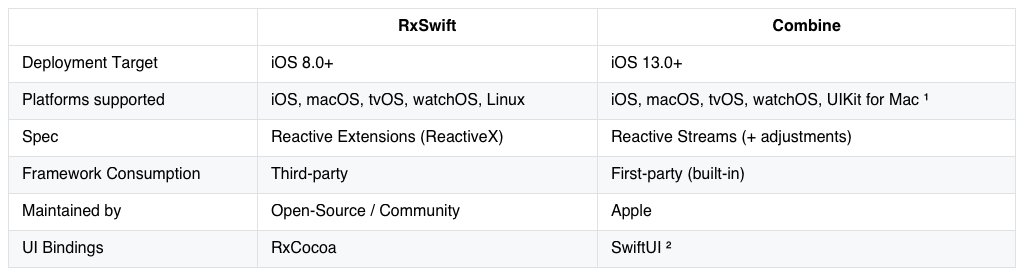 RxSwift Combine
Deployment Target iOS 8.0+ iOS 13.0+
Platforms supported iOS, macOS, tvOS, watchOS, Linux iOS, macOS, tvOS, watchOS, UIKit for Mac ¹
Spec Reactive Extensions (ReactiveX) Reactive Streams (+ adjustments)
Framework Consumption Third-party First-party (built-in)
Maintained by Open-Source / Community Apple
UI Bindings RxCocoa SwiftUI ²